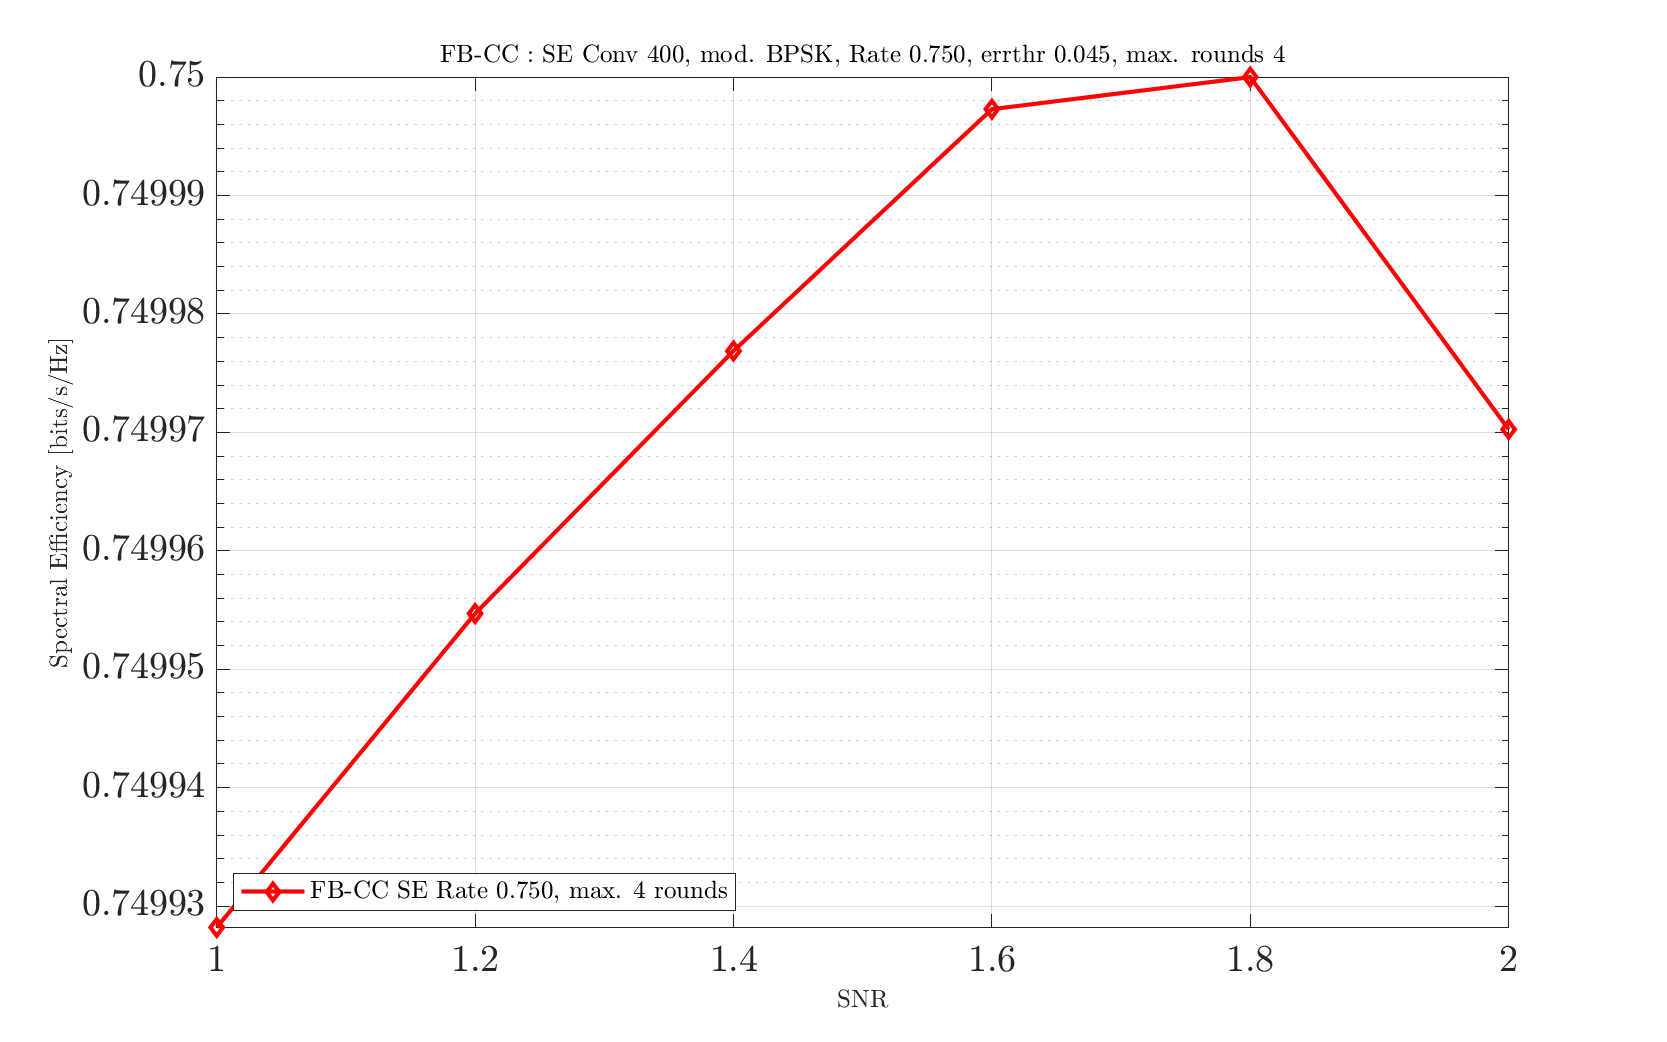 FB-CC : SE Conv 400, mod. BPSK, Rate 0.750, errthr 0.045, max. rounds 4
0.75
0.74999
0.74998
0.74997
0.74996
0.74995
0.74994
0.74993
Spectral Efficiency [bits/s/Hz]
FB-CC SE Rate 0.750, max. 4 rounds
1 1.2 1.4 1.6 1.8 2
SNR